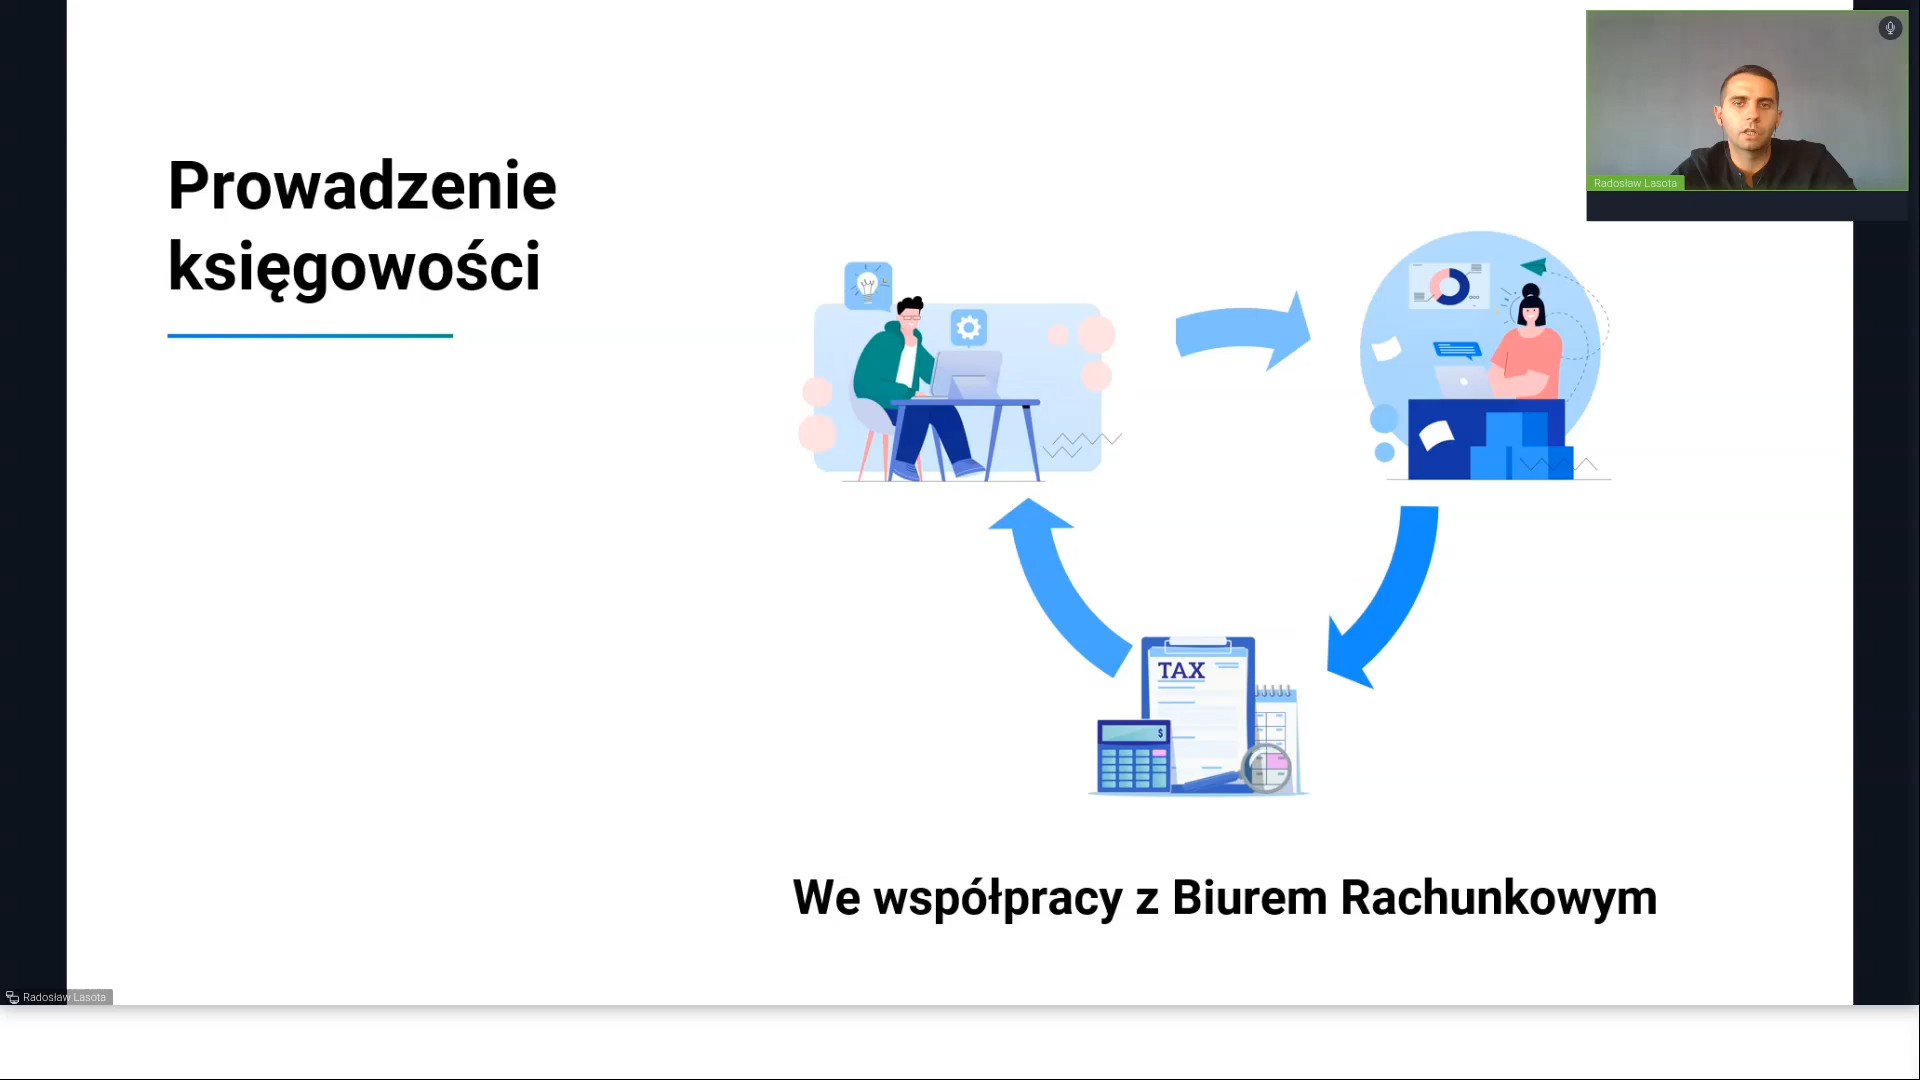 Prowadzenie
księgowości
Radosław Lasota
TAX
$
We współpracy z Biurem Rachunkowym
Radosław Lasota